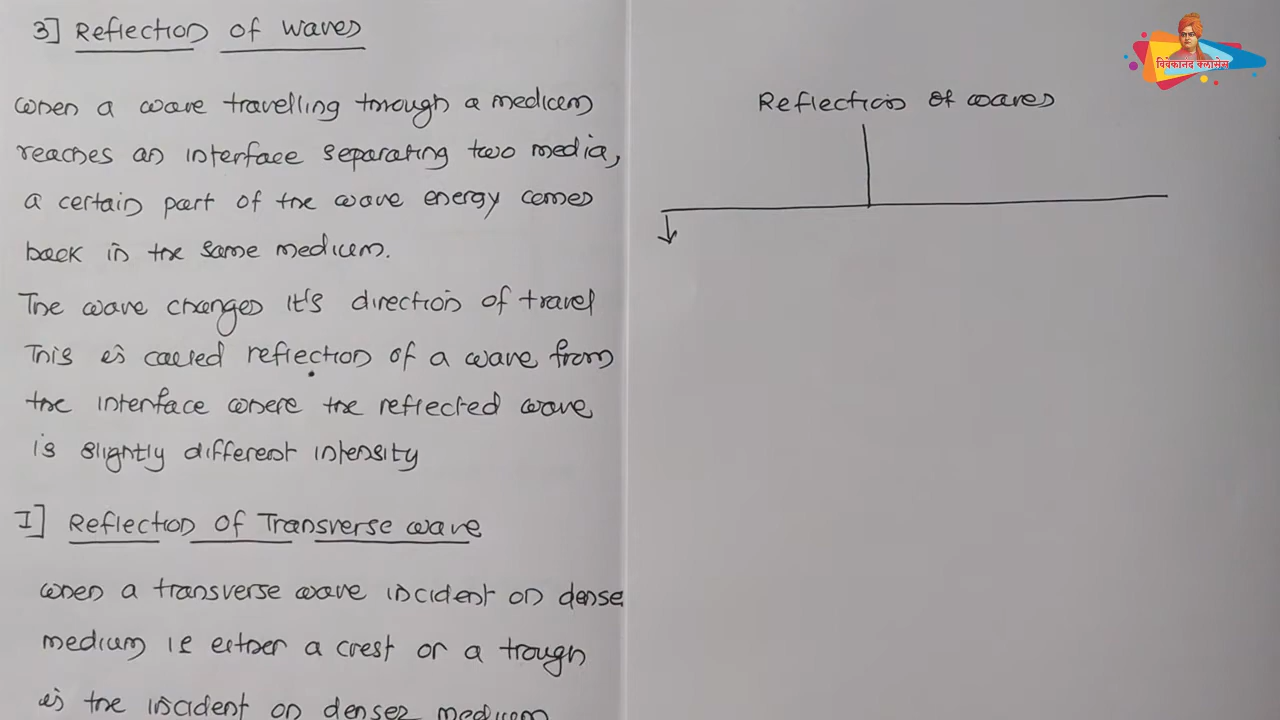 3] Reflection of waves
when a wave travelling through a medium
reaches an interface separating two media,
a certain part of the wave energy comes
back in the same medium.
The wave changes it's direction of travel
This is called reflection of a wave from
the interface where the reflected wave
is slightly different intensity
I] Reflection of Transverse wave
when a transverse wave incident on dense
medium ie either a crest or a trough
is the incident on denser medium
Reflection of waves
विवेकानंद क्लासेस